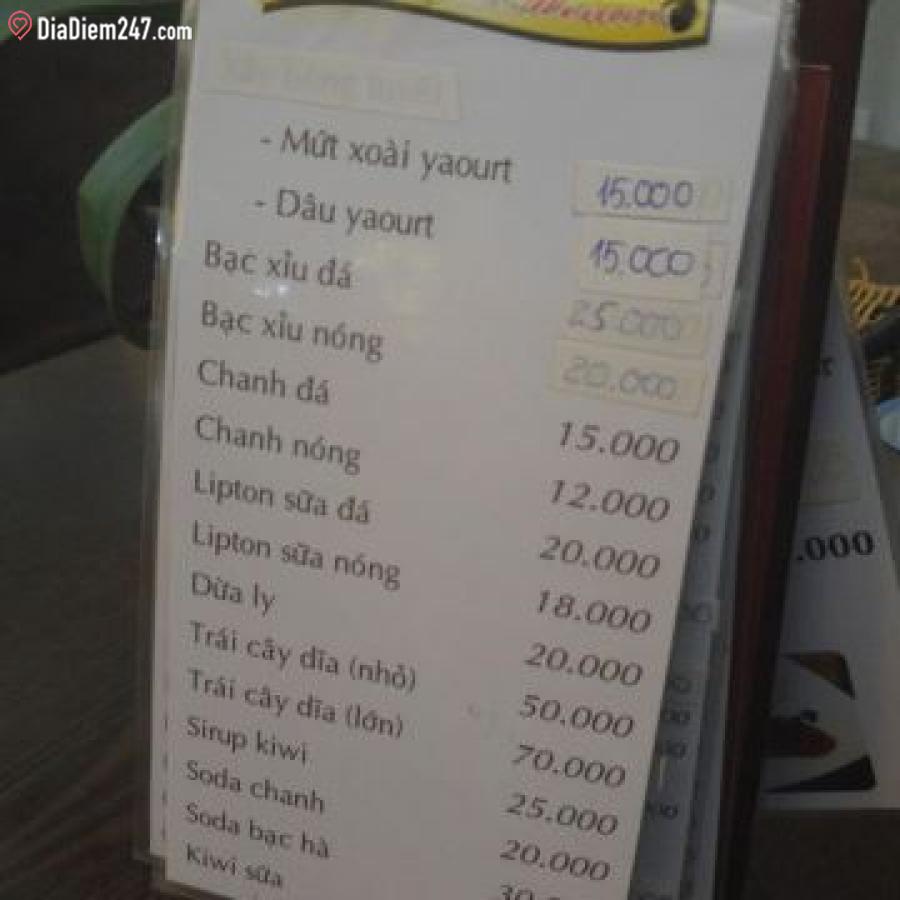 DiaDiem247.com
- Mứt xoài yaourt 15.000
- Dâu yaourt 15.000
Bạc xỉu đá 25.000
Bạc xỉu nóng 20.000
Chanh đá 15.000
Chanh nóng 12.000
Lipton sữa đá 20.000
Lipton sữa nóng 18.000
Dừa ly 20.000
Trái cây dĩa (nhỏ) 50.000
Trái cây dĩa (lớn) 70.000
Sirup kiwi 25.000
Soda chanh 20.000
Soda bạc hà
Kiwi sữa
.000